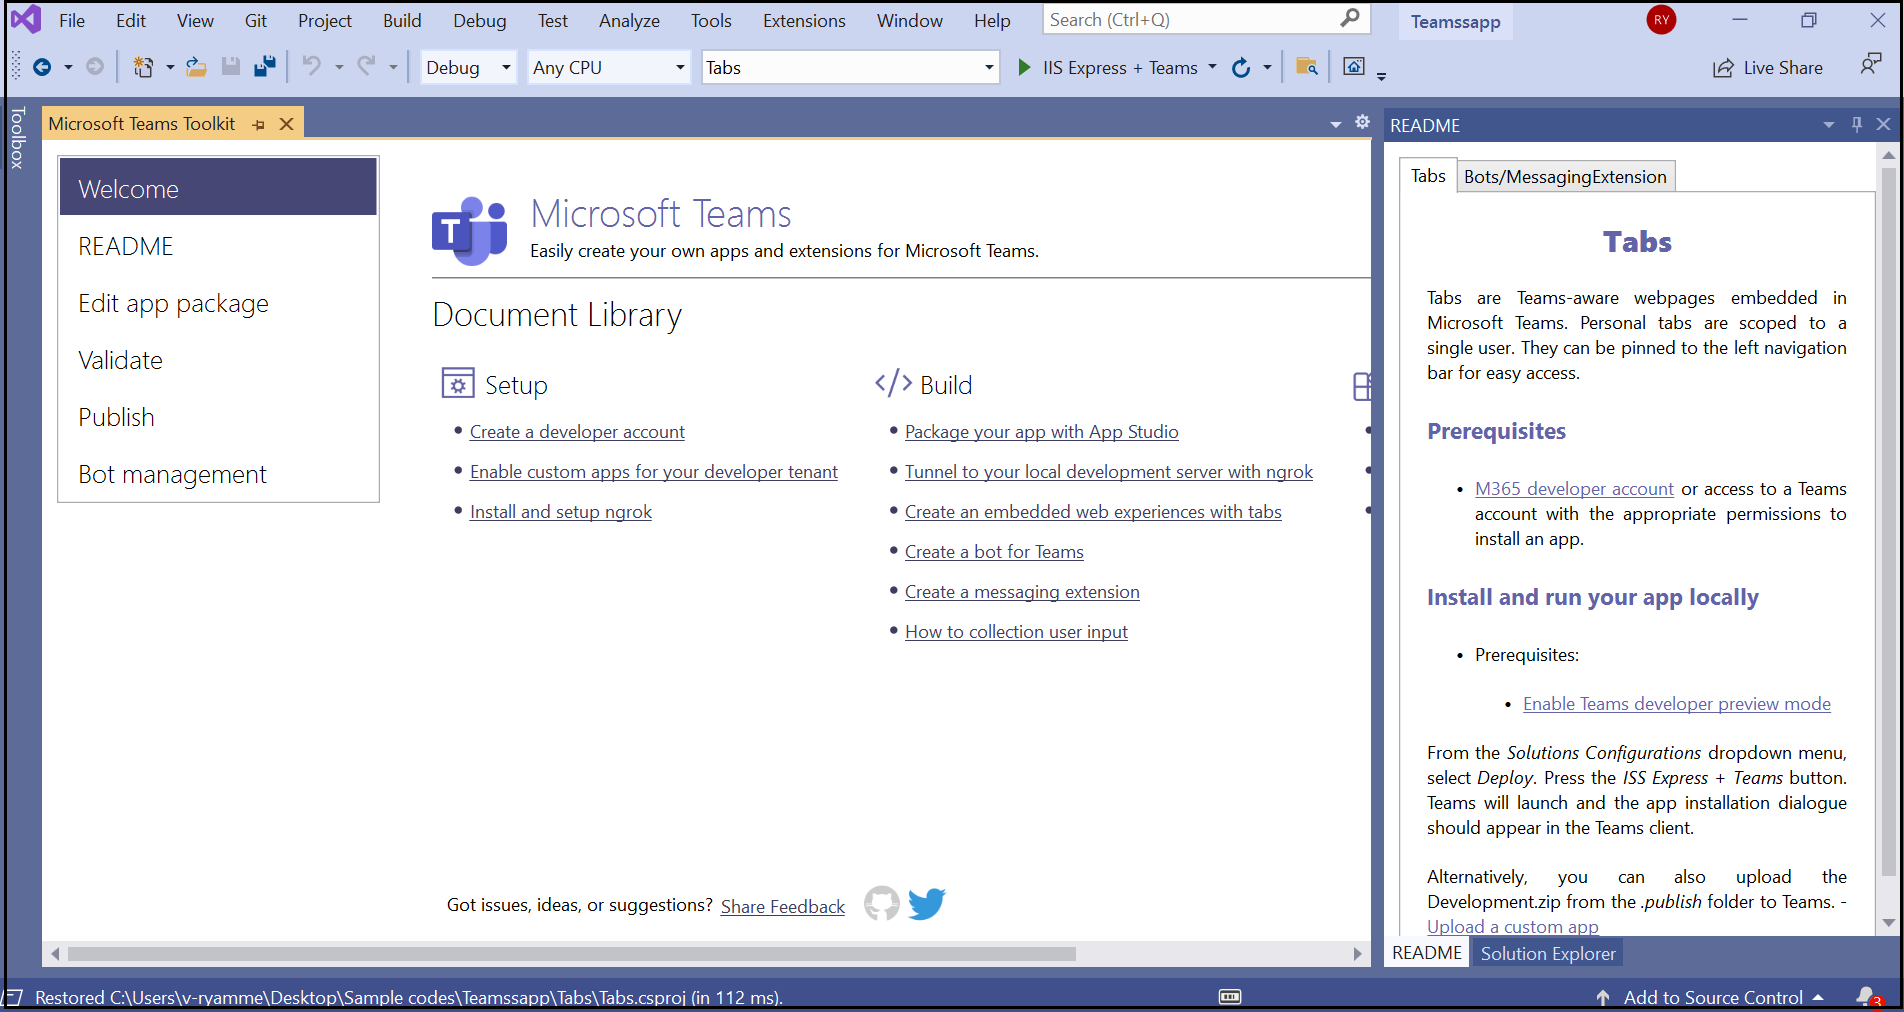 File Edit View Git Project Build Debug Test Analyze Tools Extensions Window Help Search (Ctrl+Q) Teamssapp RY
Debug Any CPU Tabs IIS Express + Teams Live Share
Toolbox
Microsoft Teams Toolkit
Welcome
README
Edit app package
Validate
Publish
Bot management
T
Microsoft Teams
Easily create your own apps and extensions for Microsoft Teams.
Document Library
Setup
• Create a developer account
• Enable custom apps for your developer tenant
• Install and setup ngrok
</> Build
• Package your app with App Studio
• Tunnel to your local development server with ngrok
• Create an embedded web experiences with tabs
• Create a bot for Teams
• Create a messaging extension
• How to collection user input
Got issues, ideas, or suggestions? Share Feedback
README
Tabs Bots/MessagingExtension
Tabs
Tabs are Teams-aware webpages embedded in
Microsoft Teams. Personal tabs are scoped to a
single user. They can be pinned to the left navigation
bar for easy access.
Prerequisites
• M365 developer account or access to a Teams
account with the appropriate permissions to
install an app.
Install and run your app locally
• Prerequisites:
• Enable Teams developer preview mode
From the Solutions Configurations dropdown menu,
select Deploy. Press the ISS Express + Teams button.
Teams will launch and the app installation dialogue
should appear in the Teams client.
Alternatively, you can also upload the
Development.zip from the .publish folder to Teams. -
Upload a custom app
README Solution Explorer
Restored C:\Users\v-ryamme\Desktop\Sample codes\Teamssapp\Tabs\Tabs.csproj (in 112 ms).
Add to Source Control 3